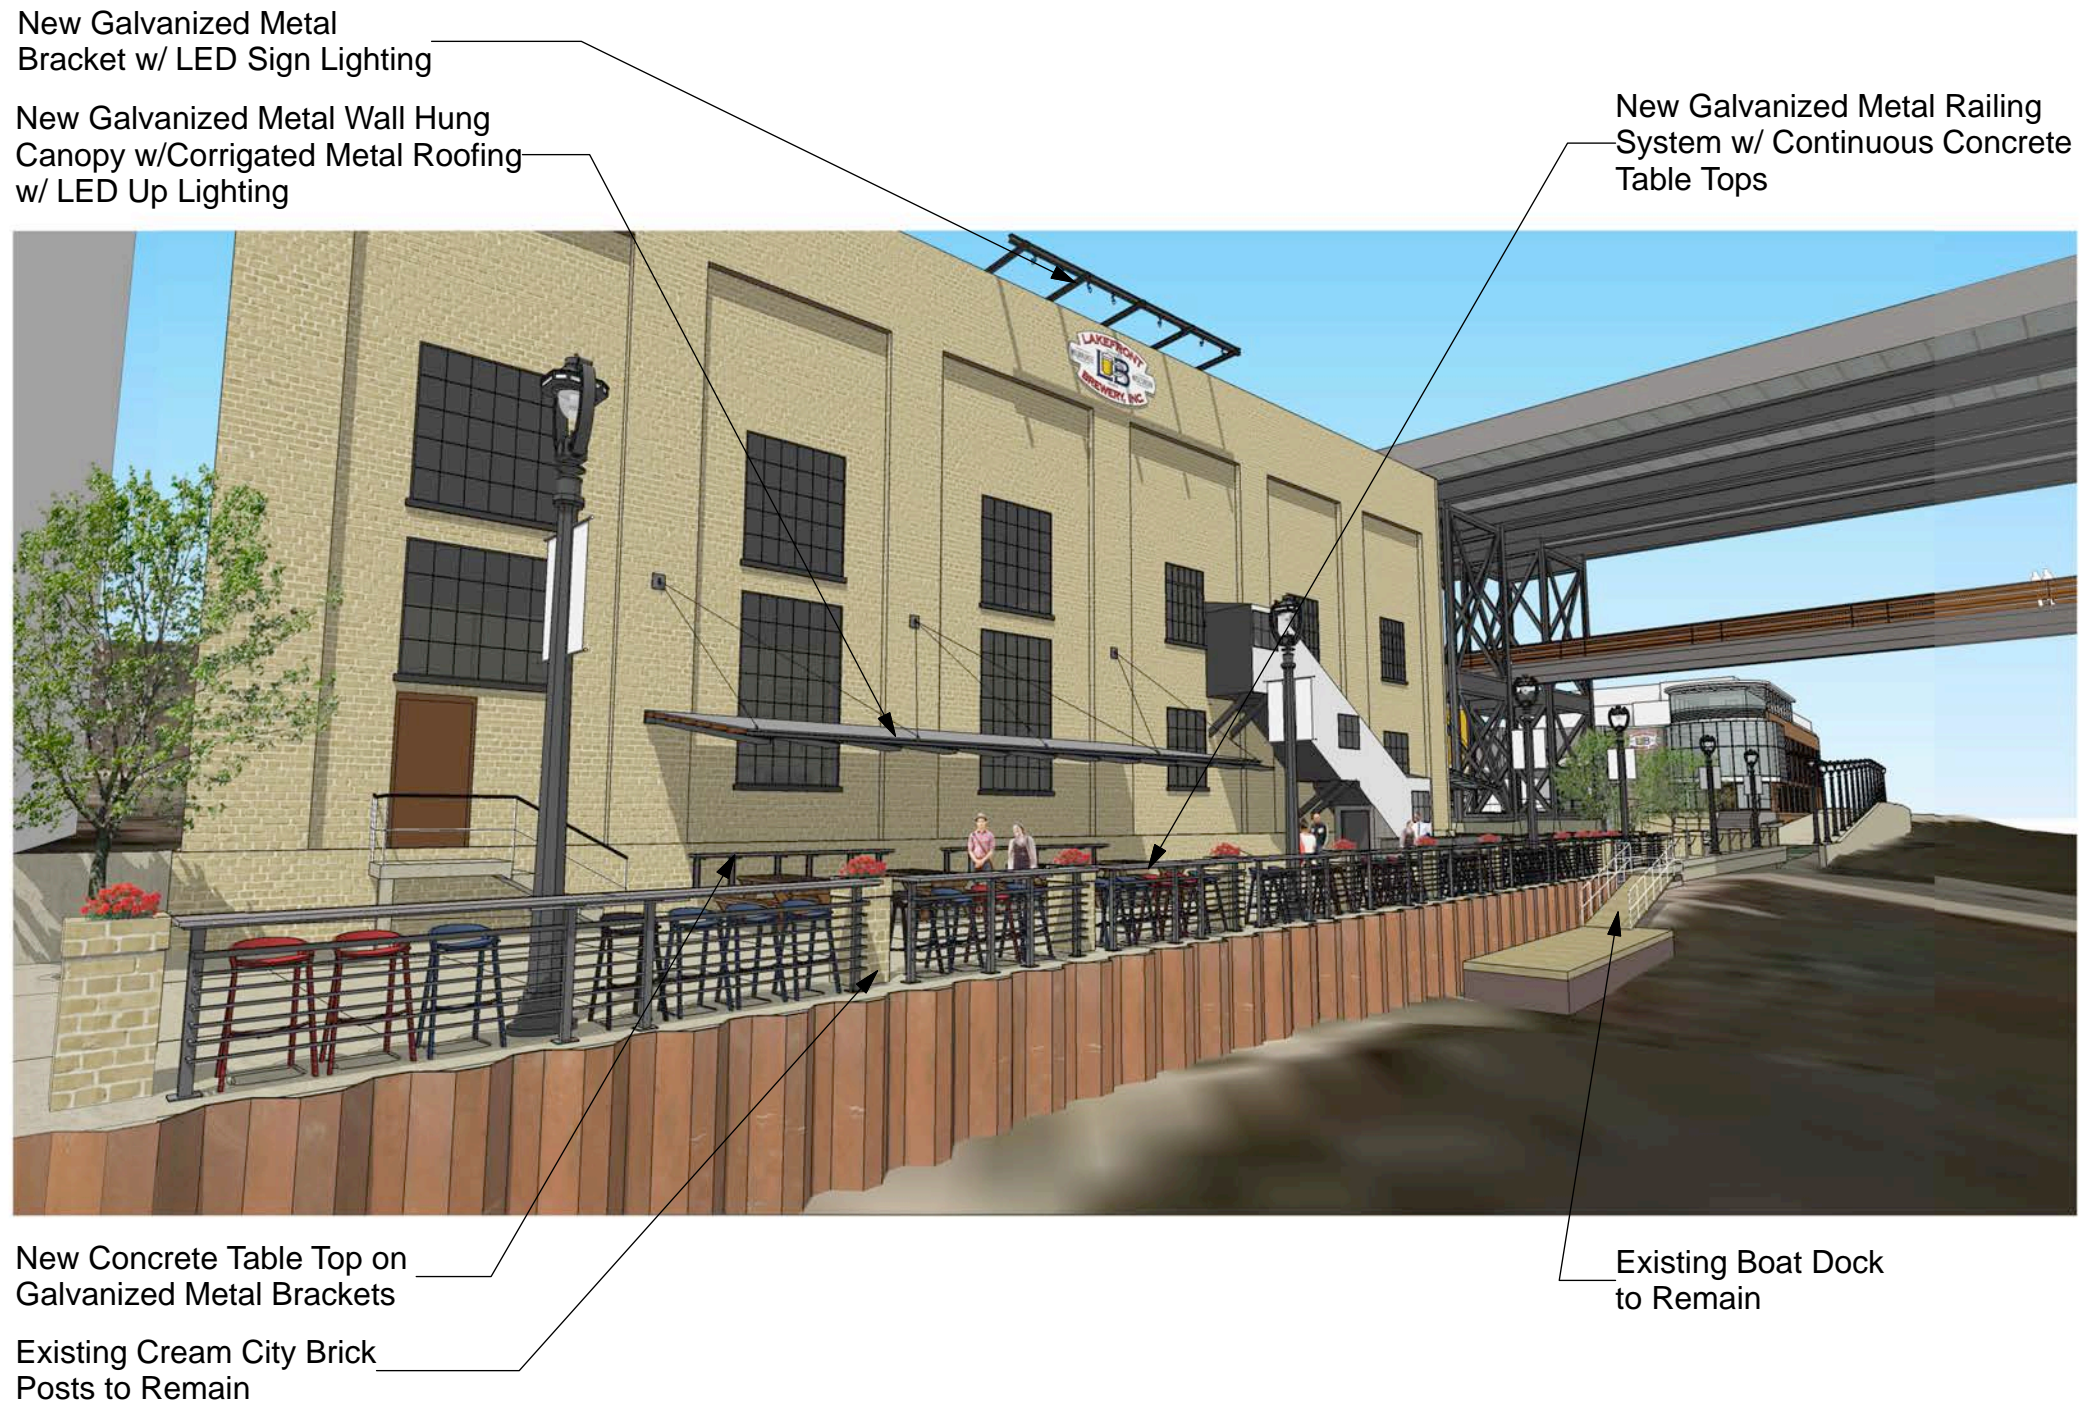 New Galvanized Metal
Bracket w/ LED Sign Lighting
New Galvanized Metal Wall Hung
Canopy w/Corrigated Metal Roofing
w/ LED Up Lighting
New Galvanized Metal Railing
System w/ Continuous Concrete
Table Tops
LAKEFRONT
LB
BREWERY, INC
New Concrete Table Top on
Galvanized Metal Brackets
Existing Cream City Brick
Posts to Remain
Existing Boat Dock
to Remain